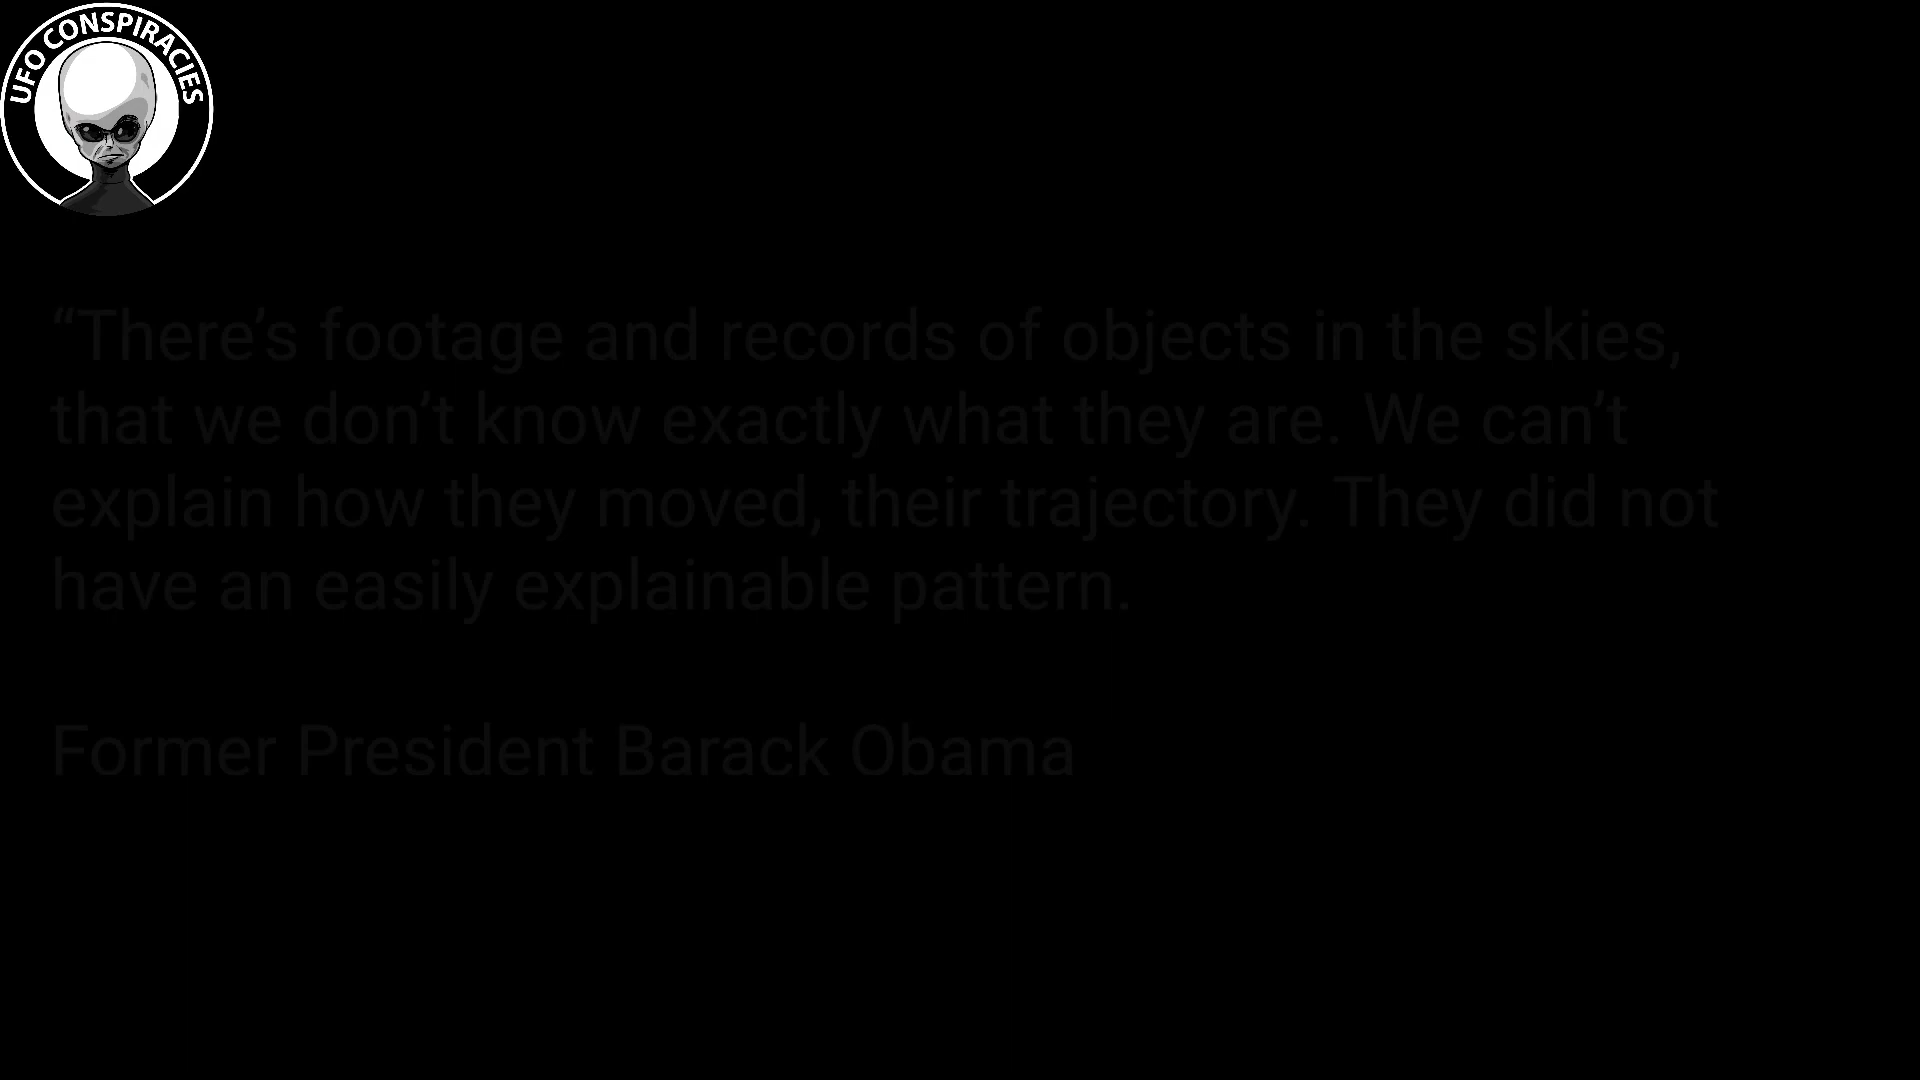 UFO CONSPIRACIES
“There’s footage and records of objects in the skies,
that we don’t know exactly what they are. We can’t
explain how they moved, their trajectory. They did not
have an easily explainable pattern.
Former President Barack Obama